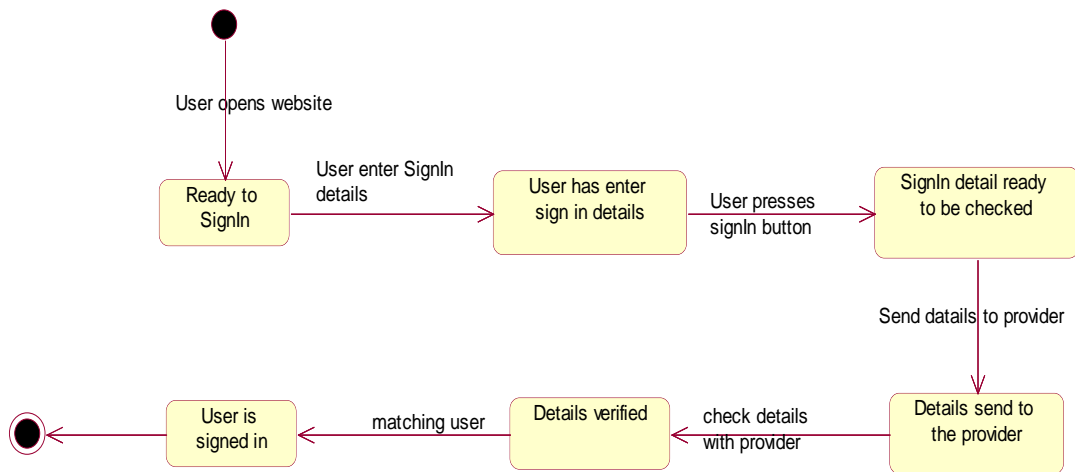 User opens website
Ready to
SignIn
User enter SignIn
details
User has enter
sign in details
User presses
signIn button
SignIn detail ready
to be checked
Send datails to provider
Details send to
the provider
check details
with provider
Details verified
matching user
User is
signed in